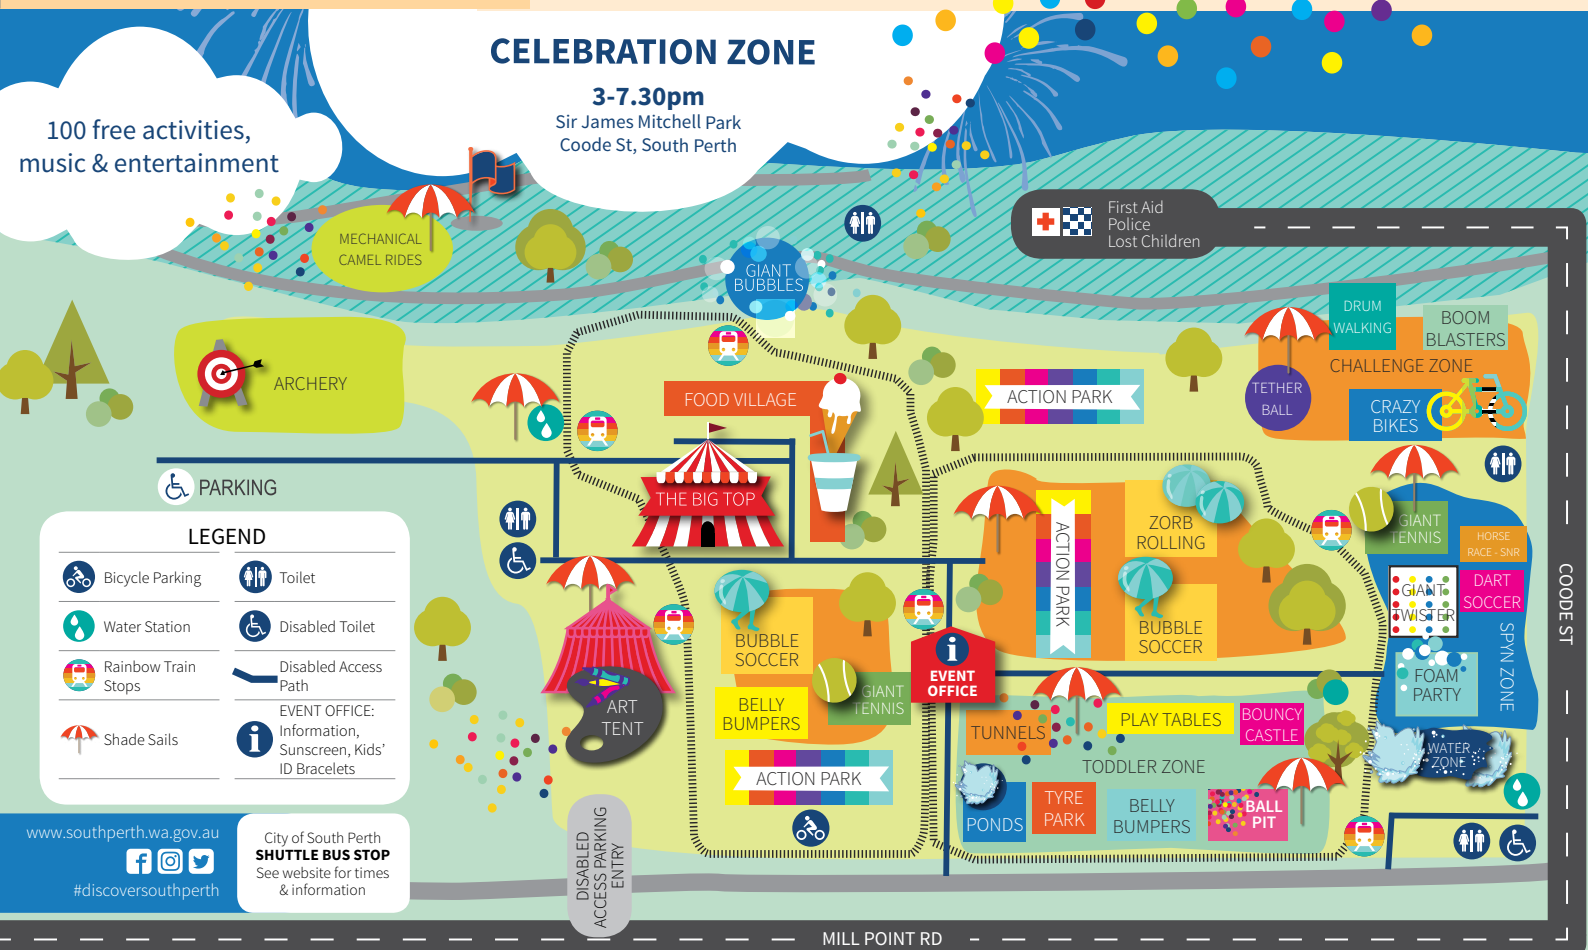 CELEBRATION ZONE
3-7.30pm
Sir James Mitchell Park
Coode St, South Perth
100 free activities,
music & entertainment
First Aid
Police
Lost Children
MECHANICAL
CAMEL RIDES
GIANT
BUBBLES
DRUM
WALKING
BOOM
BLASTERS
CHALLENGE ZONE
TETHER
BALL
CRAZY
BIKES
ARCHERY
FOOD VILLAGE
ACTION PARK
PARKING
THE BIG TOP
ACTION PARK
ZORB
ROLLING
BUBBLE
SOCCER
GIANT
TENNIS
HORSE
RACE - SNR
GIANT
TWISTER
DART
SOCCER
SPYN ZONE
FOAM
PARTY
WATER
ZONE
COODE ST
LEGEND
Bicycle Parking
Toilet
Water Station
Disabled Toilet
Rainbow Train
Stops
Disabled Access
Path
Shade Sails
EVENT OFFICE:
Information,
Sunscreen, Kids'
ID Bracelets
BUBBLE
SOCCER
BELLY
BUMPERS
GIANT
TENNIS
ACTION PARK
ART
TENT
EVENT
OFFICE
TUNNELS
PLAY TABLES
BOUNCY
CASTLE
TODDLER ZONE
PONDS
TYRE
PARK
BELLY
BUMPERS
BALL
PIT
DISABLED
ACCESS PARKING
ENTRY
www.southperth.wa.gov.au
#discoversouthperth
City of South Perth
SHUTTLE BUS STOP
See website for times
& information
MILL POINT RD